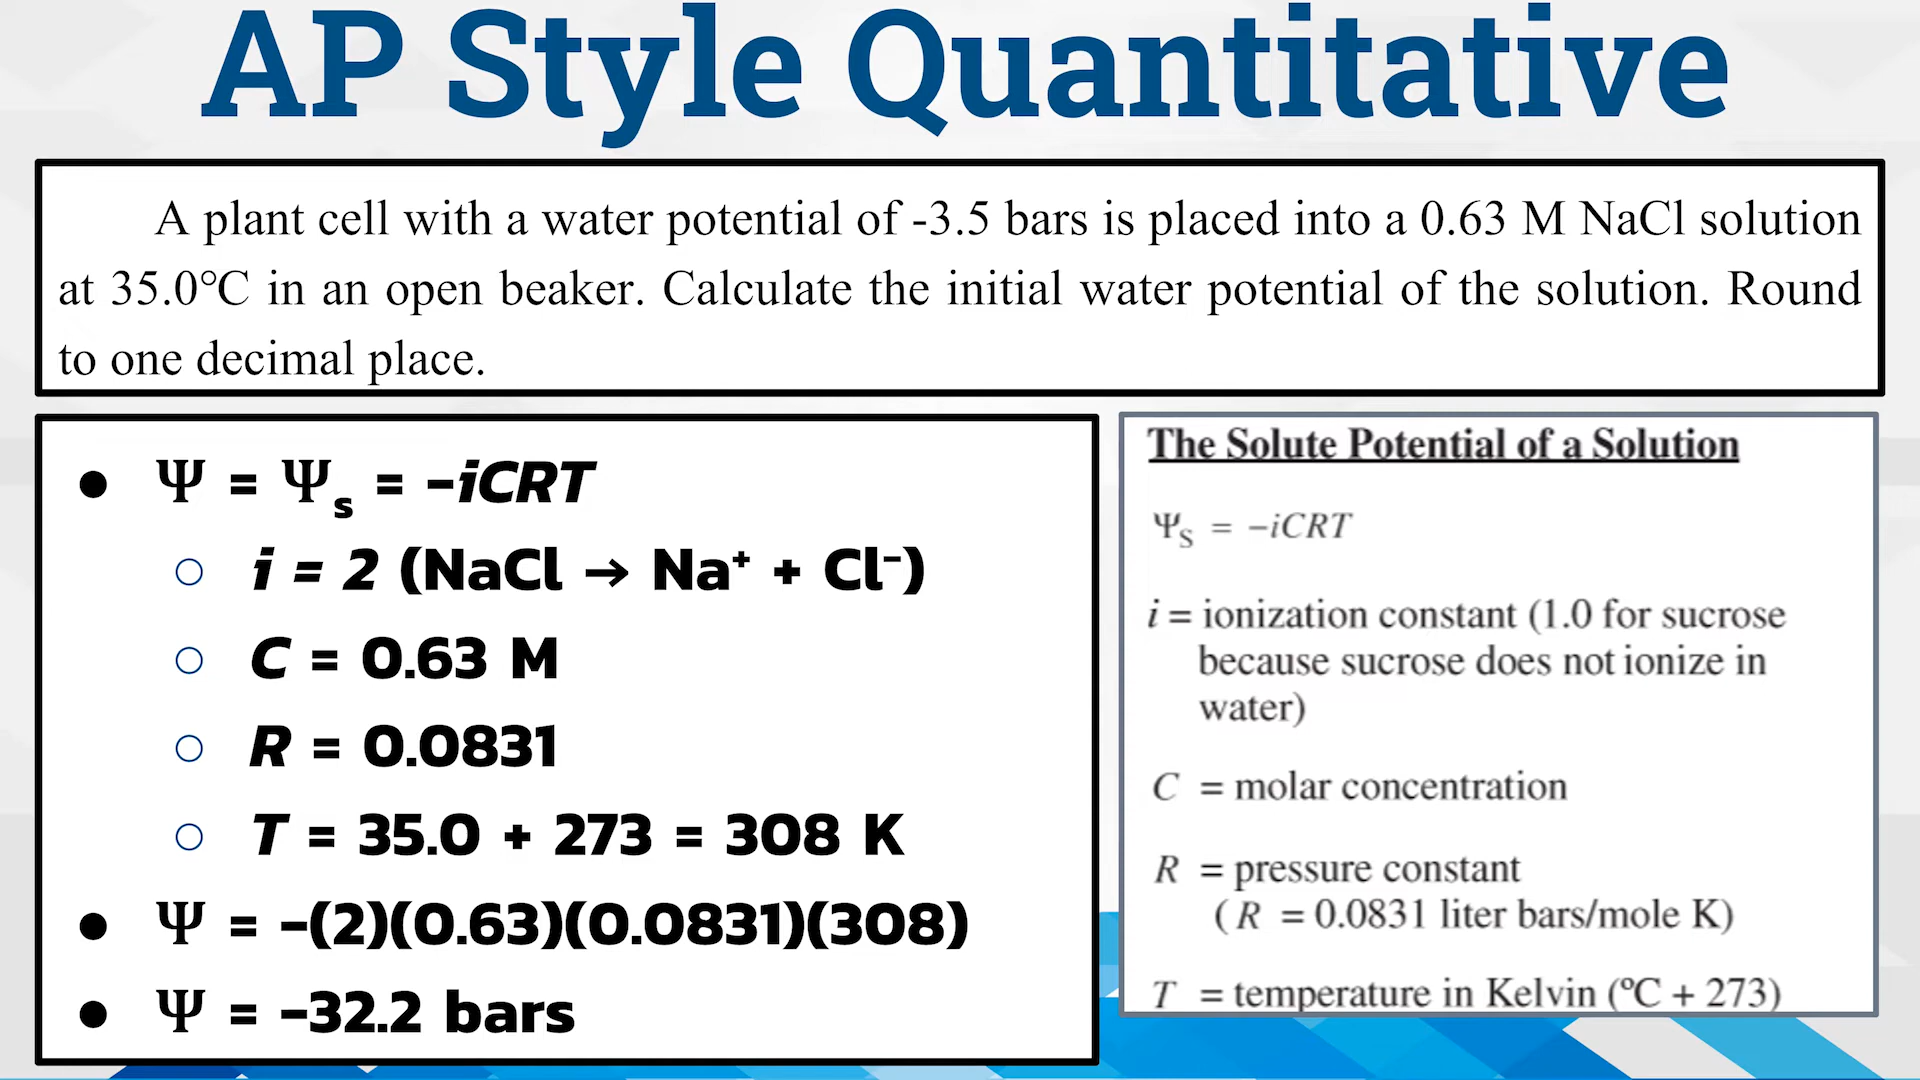 AP Style Quantitative
A plant cell with a water potential of -3.5 bars is placed into a 0.63 M NaCl solution
at 35.0°C in an open beaker. Calculate the initial water potential of the solution. Round
to one decimal place.
● Ψ = Ψₛ = -iCRT
○ i = 2 (NaCl → Na⁺ + Cl⁻)
○ C = 0.63 M
○ R = 0.0831
○ T = 35.0 + 273 = 308 K
● Ψ = -(2)(0.63)(0.0831)(308)
● Ψ = -32.2 bars
The Solute Potential of a Solution
Ψ_S = -iCRT
i = ionization constant (1.0 for sucrose
because sucrose does not ionize in
water)
C = molar concentration
R = pressure constant
( R = 0.0831 liter bars/mole K)
T = temperature in Kelvin (ºC + 273)